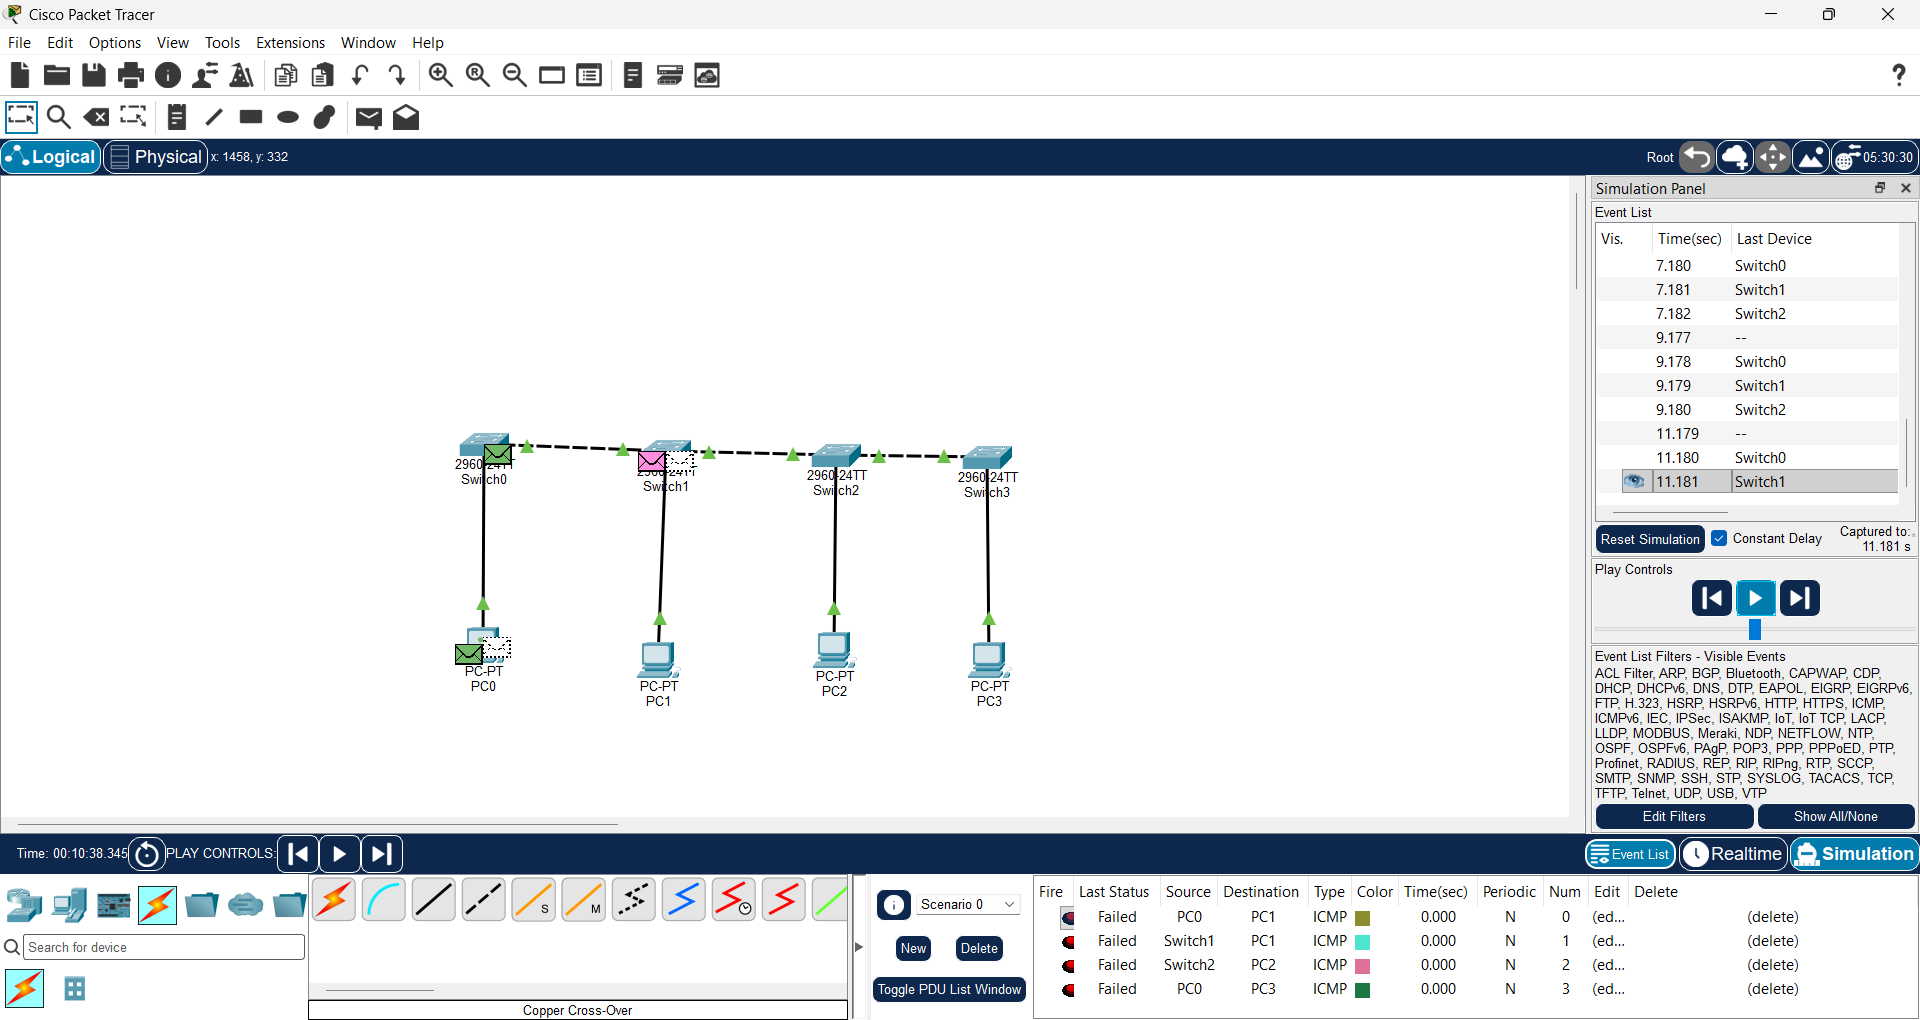 Cisco Packet Tracer
File Edit Options View Tools Extensions Window Help
Logical Physical x: 1458, y: 332 Root 05:30:30
Simulation Panel
Event List
Vis. Time(sec) Last Device
7.180 Switch0
7.181 Switch1
7.182 Switch2
9.177 --
9.178 Switch0
9.179 Switch1
9.180 Switch2
11.179 --
11.180 Switch0
11.181 Switch1
Reset Simulation Constant Delay Captured to:
11.181 s
Play Controls
Event List Filters - Visible Events
ACL Filter, ARP, BGP, Bluetooth, CAPWAP, CDP,
DHCP, DHCPv6, DNS, DTP, EAPOL, EIGRP, EIGRPv6,
FTP, H.323, HSRP, HSRPv6, HTTP, HTTPS, ICMP,
ICMPv6, IEC, IPSec, ISAKMP, IoT, IoT TCP, LACP,
LLDP, MODBUS, Meraki, NDP, NETFLOW, NTP,
OSPF, OSPFv6, PAgP, POP3, PPP, PPPoED, PTP,
Profinet, RADIUS, REP, RIP, RIPng, RTP, SCCP,
SMTP, SNMP, SSH, STP, SYSLOG, TACACS, TCP,
TFTP, Telnet, UDP, USB, VTP
Edit Filters Show All/None
2960-24TT
Switch0
2960-24TT
Switch1
2960-24TT
Switch2
2960-24TT
Switch3
PC-PT
PC0
PC-PT
PC1
PC-PT
PC2
PC-PT
PC3
Time: 00:10:38.345 PLAY CONTROLS: Event List Realtime Simulation
S M
Search for device
Copper Cross-Over
Scenario 0
New Delete
Toggle PDU List Window
Fire Last Status Source Destination Type Color Time(sec) Periodic Num Edit Delete
Failed PC0 PC1 ICMP 0.000 N 0 (ed... (delete)
Failed Switch1 PC1 ICMP 0.000 N 1 (ed... (delete)
Failed Switch2 PC2 ICMP 0.000 N 2 (ed... (delete)
Failed PC0 PC3 ICMP 0.000 N 3 (ed... (delete)